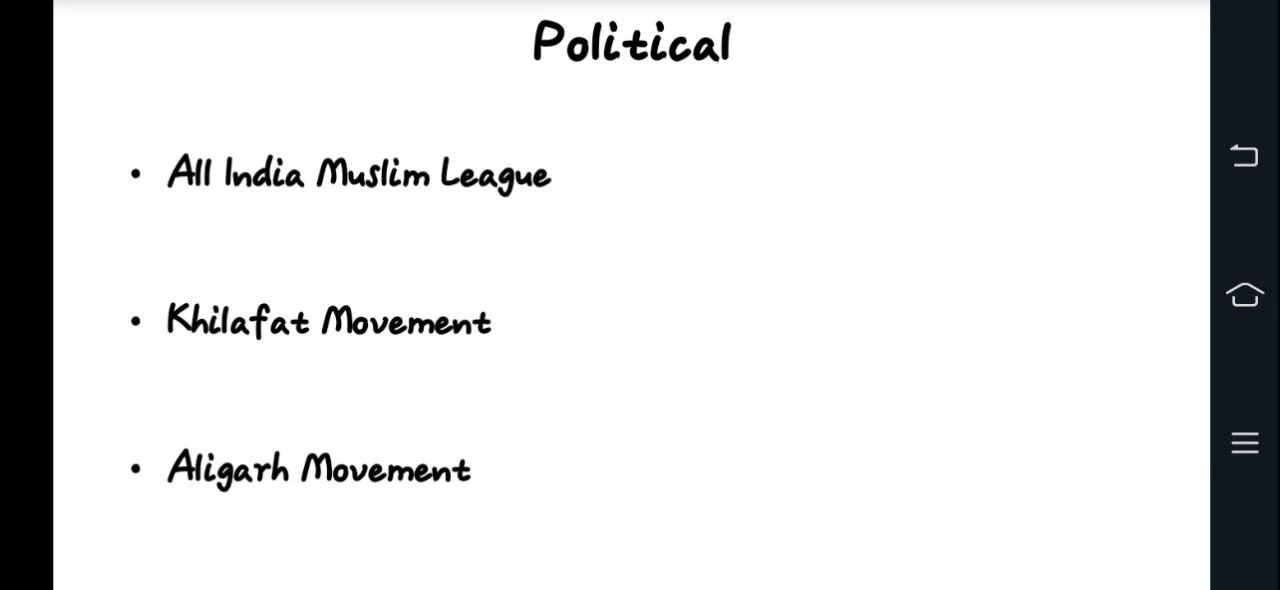 Political
• All India Muslim League
• Khilafat Movement
• Aligarh Movement